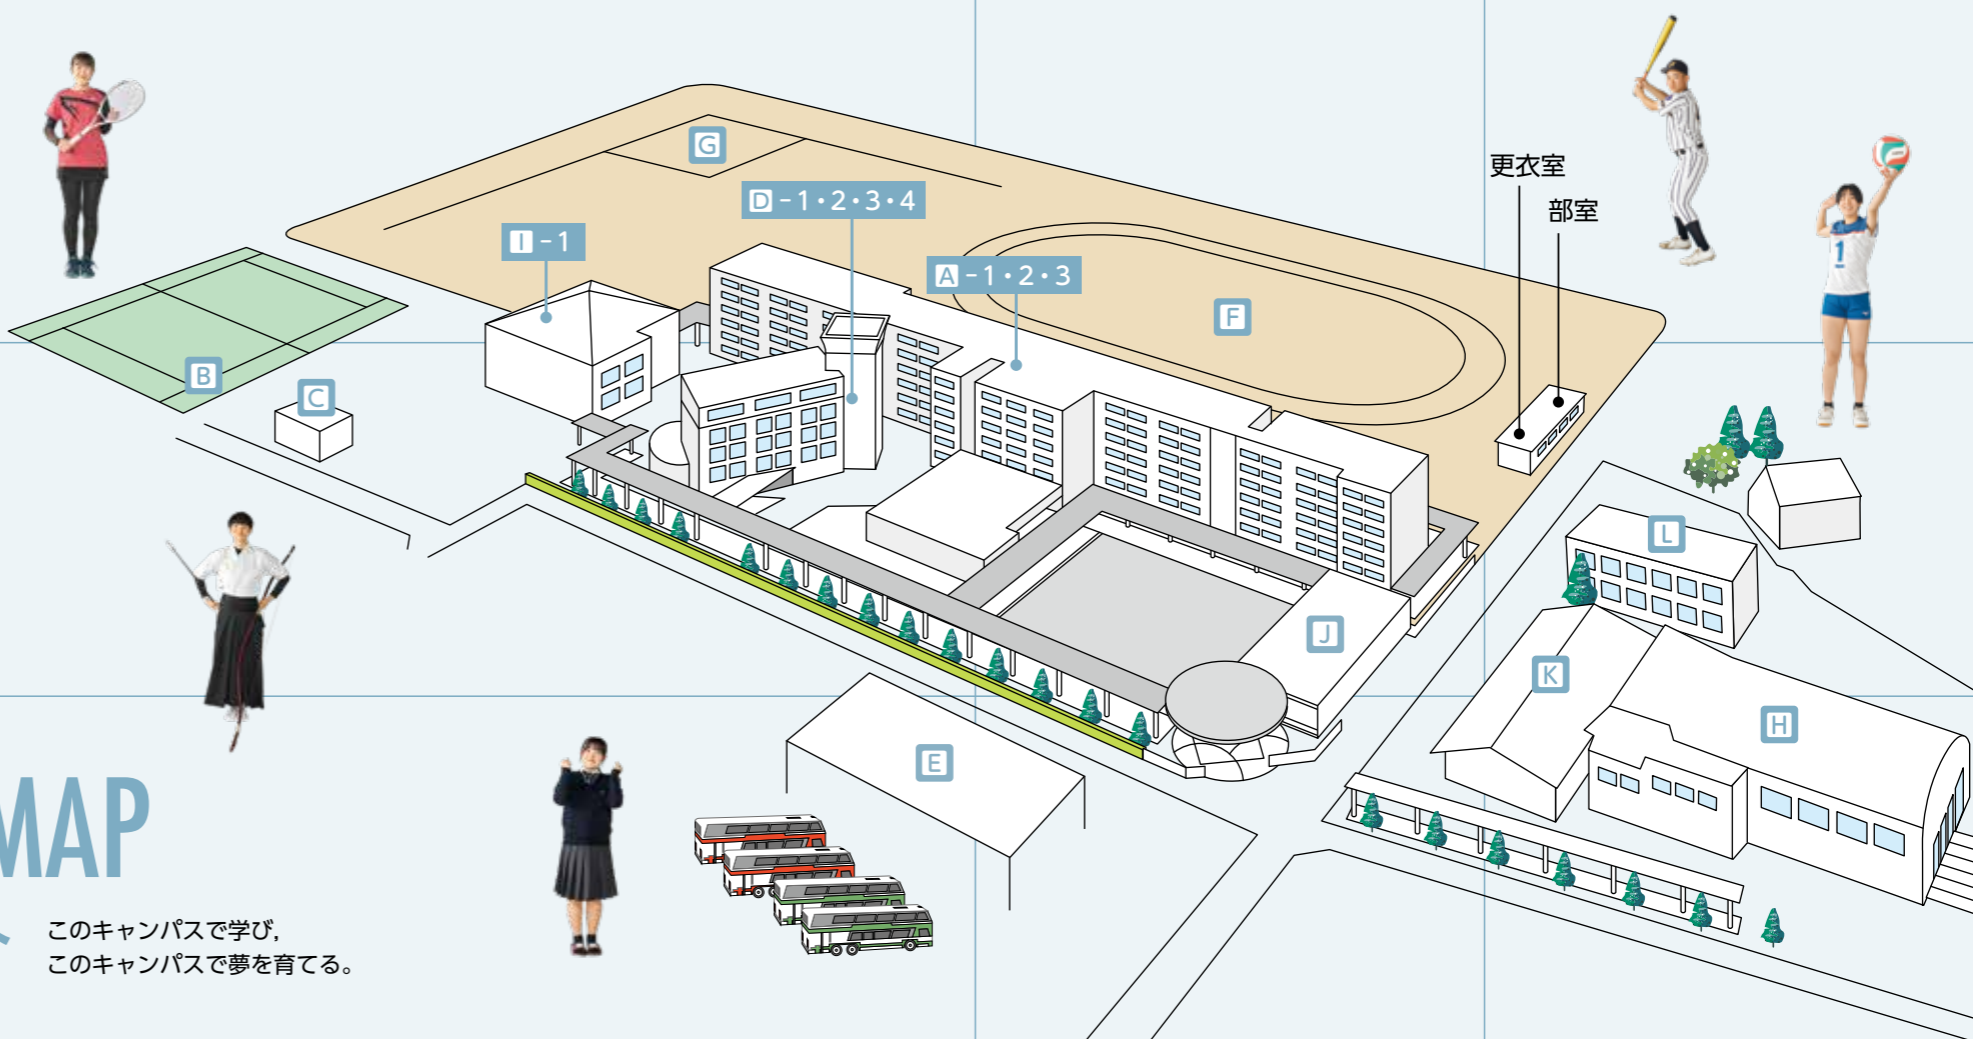 G
D-1・2・3・4
更衣室
部室
I-1
A-1・2・3
F
B
C
L
J
K
H
E
1
MAP
このキャンパスで学び,
このキャンパスで夢を育てる。